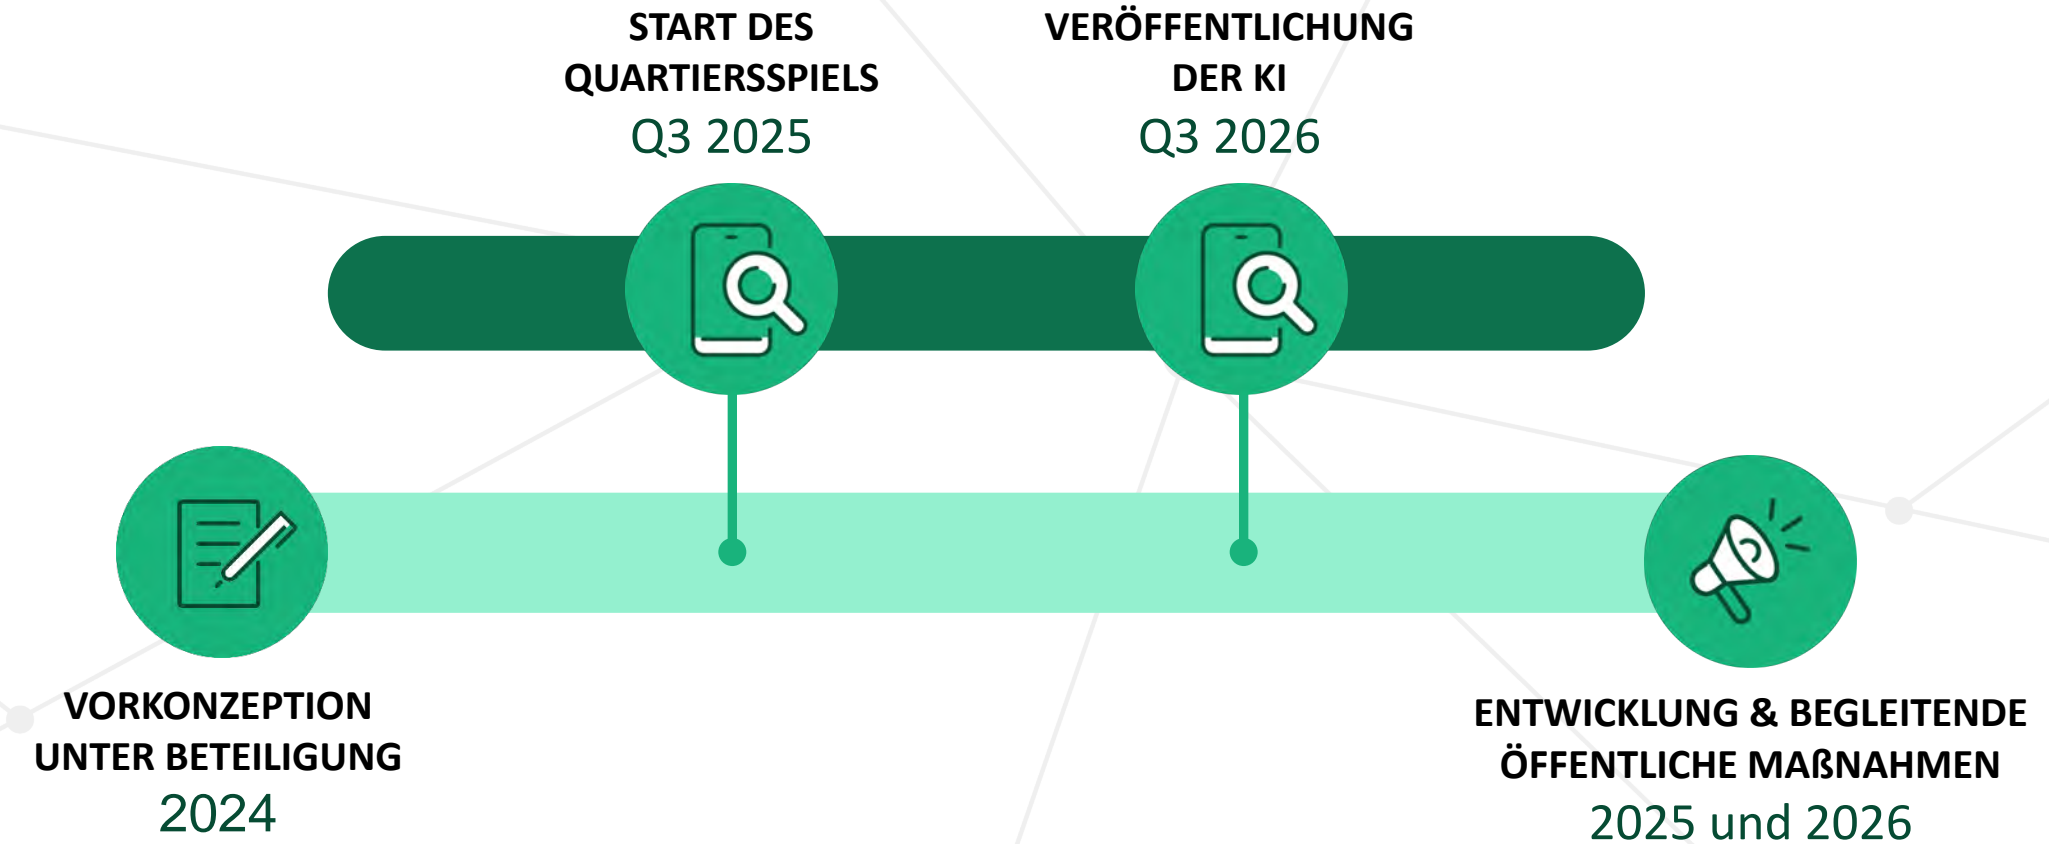 START DES
QUARTIERSSPIELS
Q3 2025
VERÖFFENTLICHUNG
DER KI
Q3 2026
VORKONZEPTION
UNTER BETEILIGUNG
2024
ENTWICKLUNG & BEGLEITENDE
ÖFFENTLICHE MAßNAHMEN
2025 und 2026